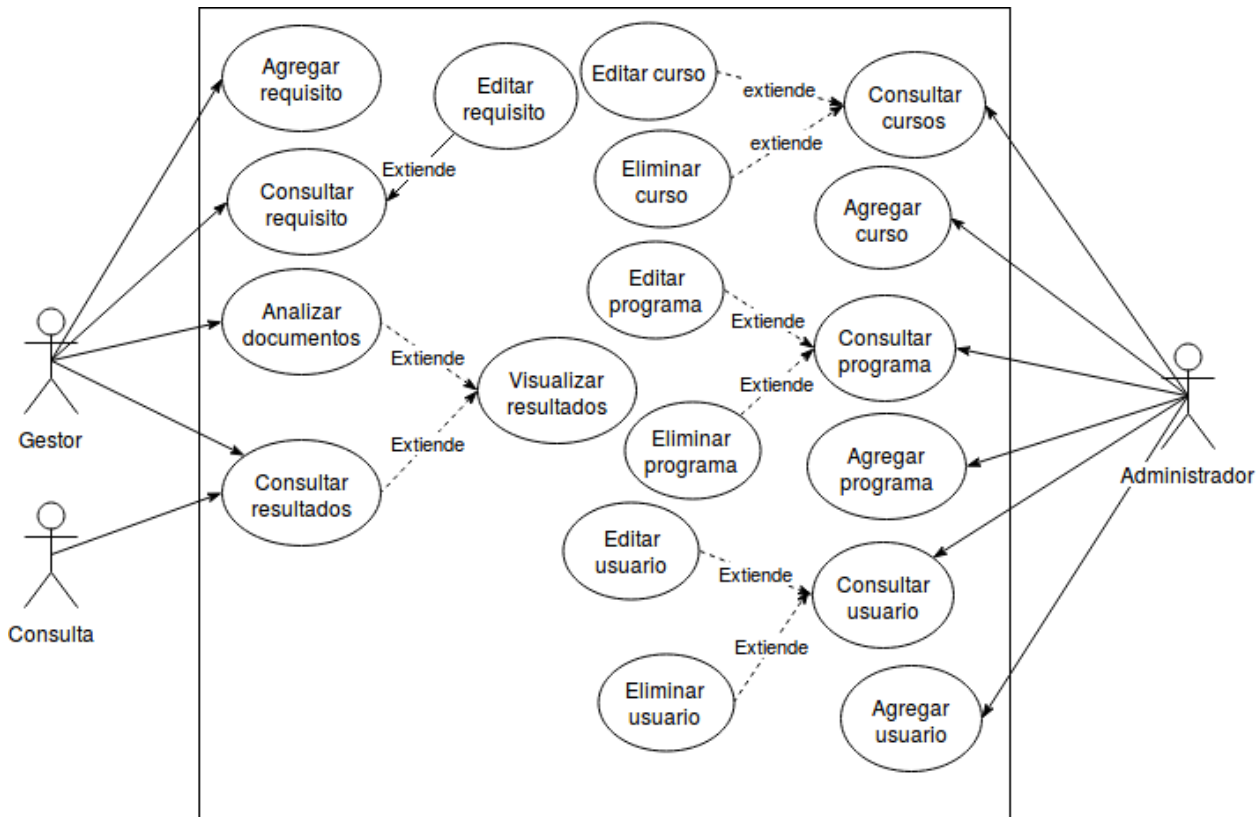 Agregar
requisito
Editar
requisito
Extiende
Consultar
requisito
Analizar
documentos
Extiende
Visualizar
resultados
Extiende
Consultar
resultados
Gestor
Consulta
Editar curso
extiende
Consultar
cursos
extiende
Eliminar
curso
Agregar
curso
Editar
programa
Extiende
Consultar
programa
Extiende
Eliminar
programa
Agregar
programa
Editar
usuario
Extiende
Consultar
usuario
Extiende
Eliminar
usuario
Agregar
usuario
Administrador